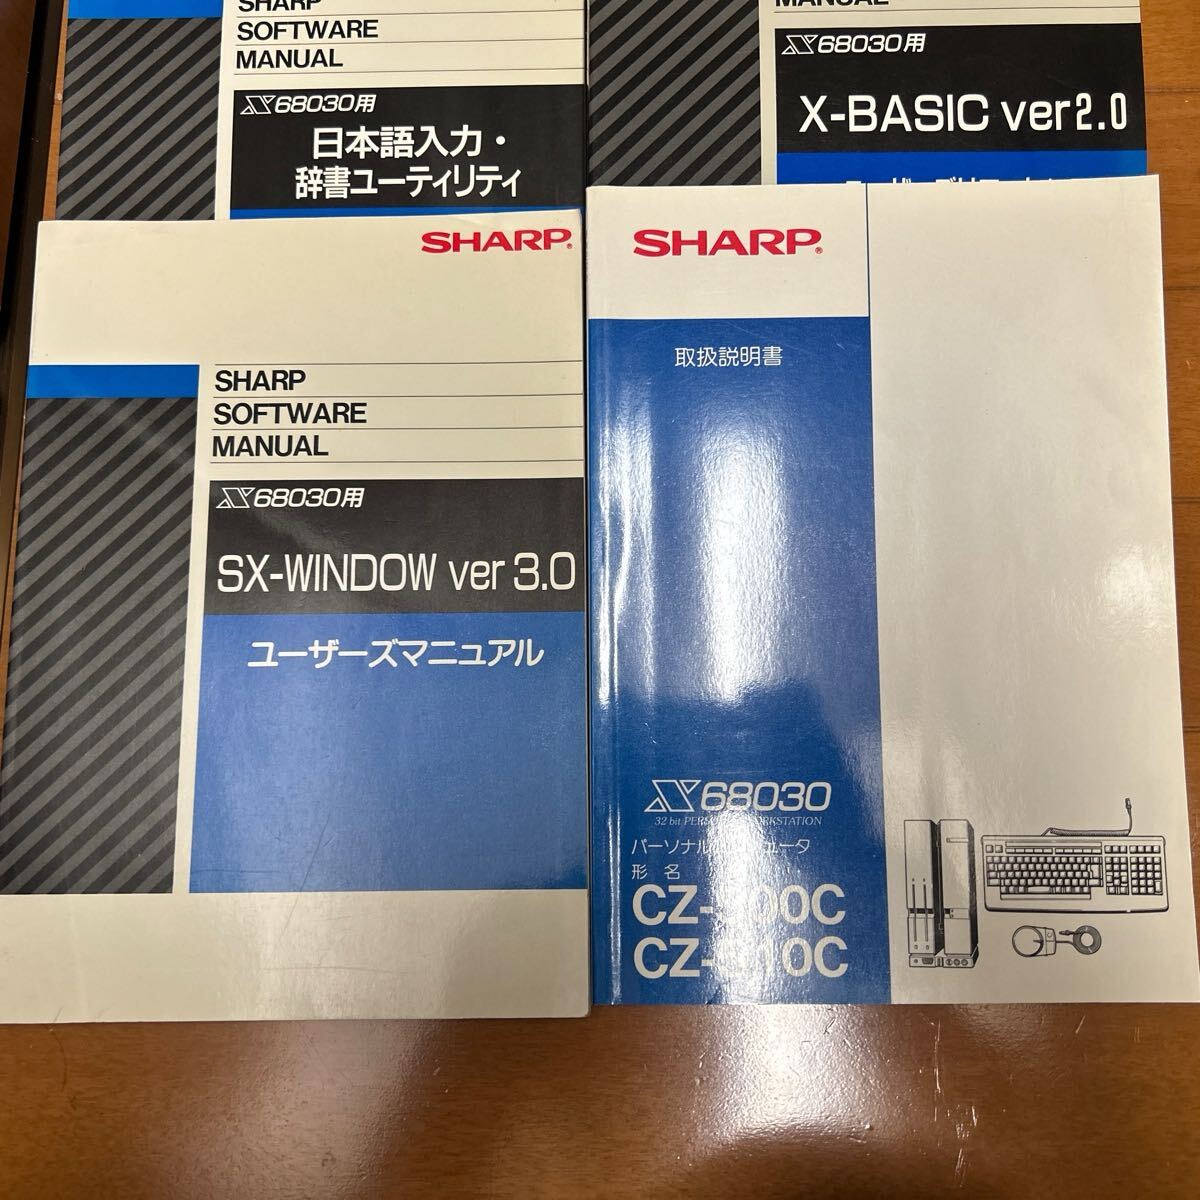 SHARP
SOFTWARE
MANUAL
X68030用
日本語入力・
辞書ユーティリティ
MANUAL
X68030用
X-BASIC ver2.0
SHARP
SHARP
SOFTWARE
MANUAL
X68030用
SX-WINDOW ver 3.0
ユーザーズマニュアル
SHARP
取扱説明書
X68030
32 bit
パーソナル
形 名